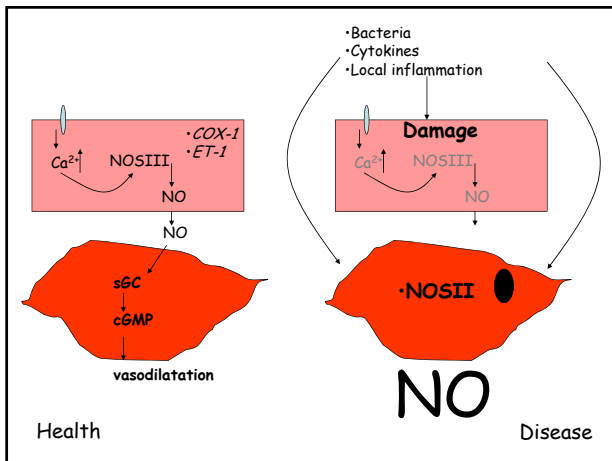 •Bacteria
•Cytokines
•Local inflammation
•COX-1
•ET-1
Ca2+
NOSIII
NO
NO
sGC
cGMP
vasodilatation
Health
Damage
Ca2+
NOSIII
NO
•NOSII
NO
Disease